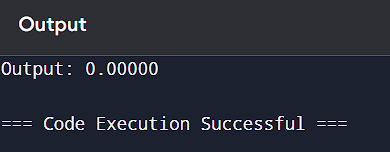 Output
Output: 0.00000
=== Code Execution Successful ===